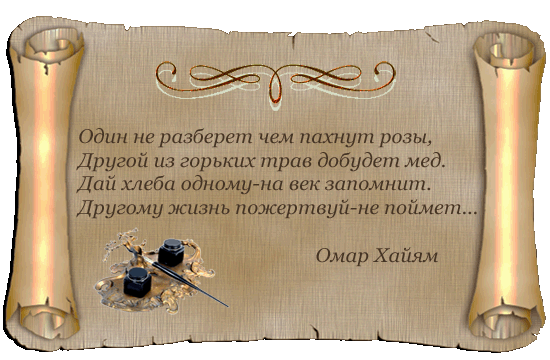 Один не разберет чем пахнут розы,
Другой из горьких трав добудет мед.
Дай хлеба одному-на век запомнит.
Другому жизнь пожертвуй-не поймет...
Омар Хайям